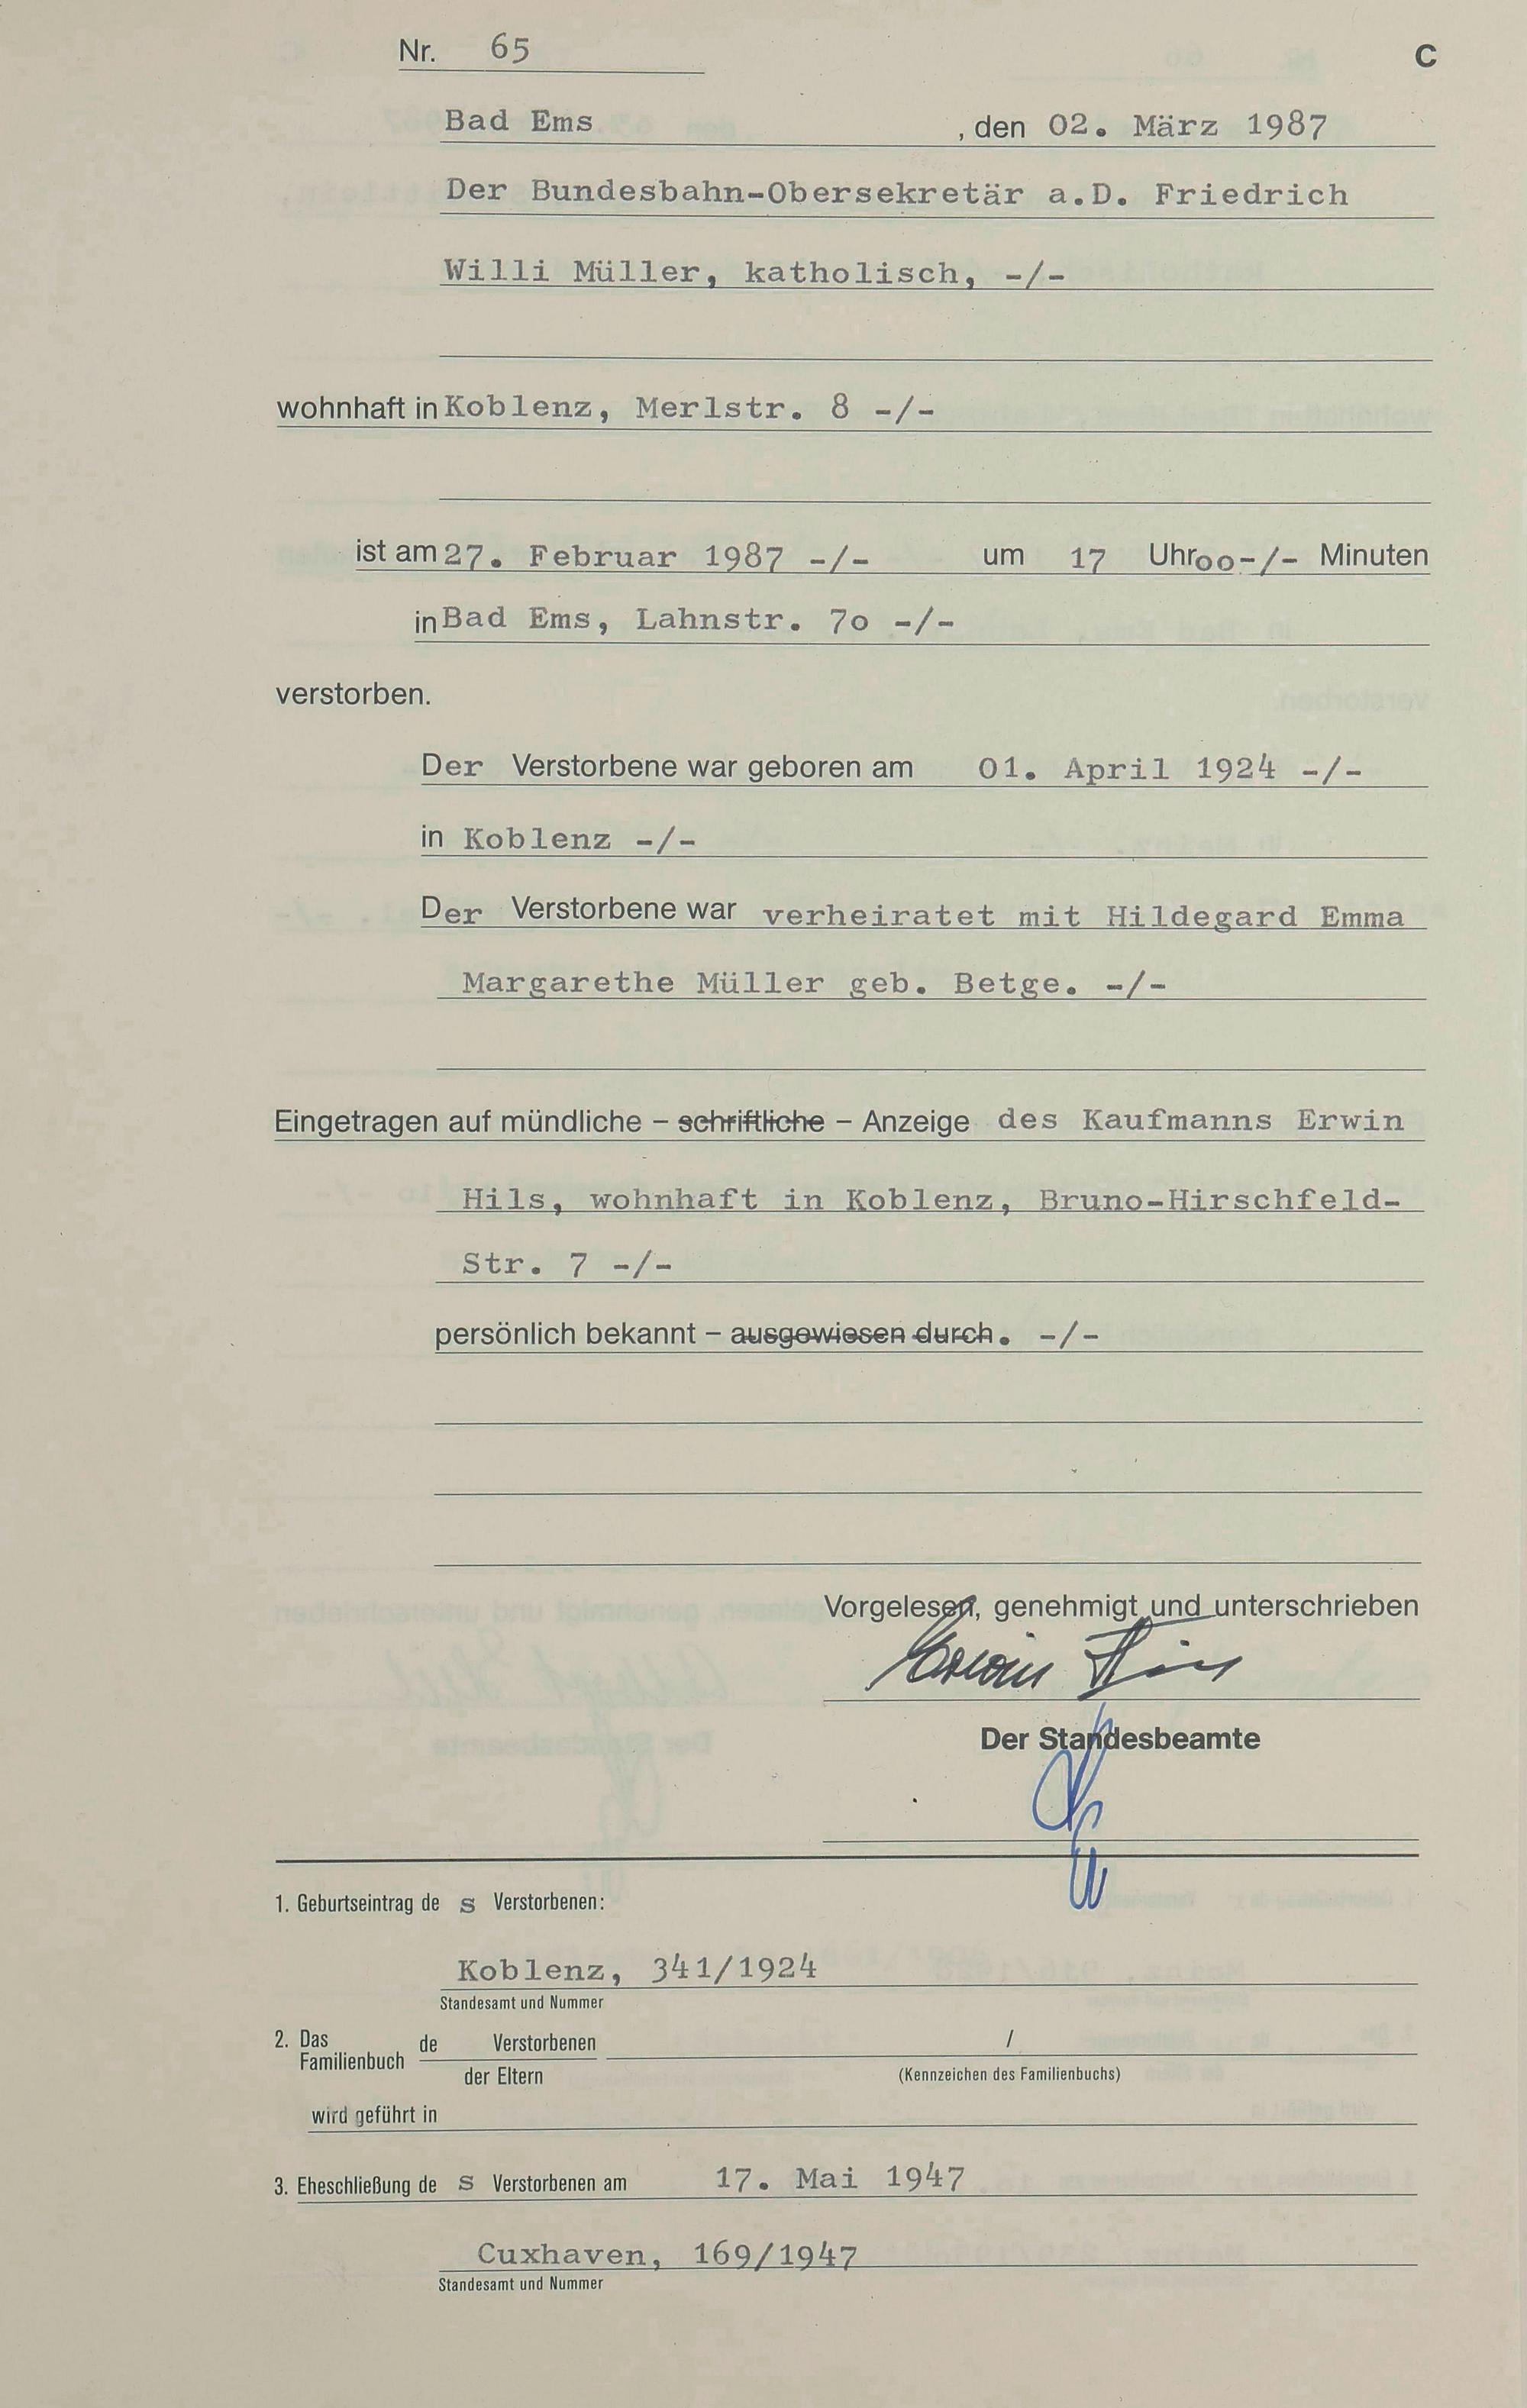 Nr. 65 C
Bad Ems , den 02. März 1987
Der Bundesbahn-Obersekretär a.D. Friedrich
Willi Müller, katholisch, -/-
wohnhaft in Koblenz, Merlstr. 8 -/-
ist am 27. Februar 1987 -/- um 17 Uhr oo-/- Minuten
in Bad Ems, Lahnstr. 7o -/-
verstorben.
Der Verstorbene war geboren am 01. April 1924 -/-
in Koblenz -/-
Der Verstorbene war verheiratet mit Hildegard Emma
Margarethe Müller geb. Betge. -/-
Eingetragen auf mündliche – schriftliche – Anzeige des Kaufmanns Erwin
Hils, wohnhaft in Koblenz, Bruno-Hirschfeld-
Str. 7 -/-
persönlich bekannt – ausgewiesen durch. -/-
Vorgelesen, genehmigt und unterschrieben
Erwin Hils
Der Standesbeamte
1. Geburtseintrag de s Verstorbenen:
Koblenz, 341/1924
Standesamt und Nummer
2. Das Familienbuch de Verstorbenen /
der Eltern (Kennzeichen des Familienbuchs)
wird geführt in
3. Eheschließung de s Verstorbenen am 17. Mai 1947
Cuxhaven, 169/1947
Standesamt und Nummer